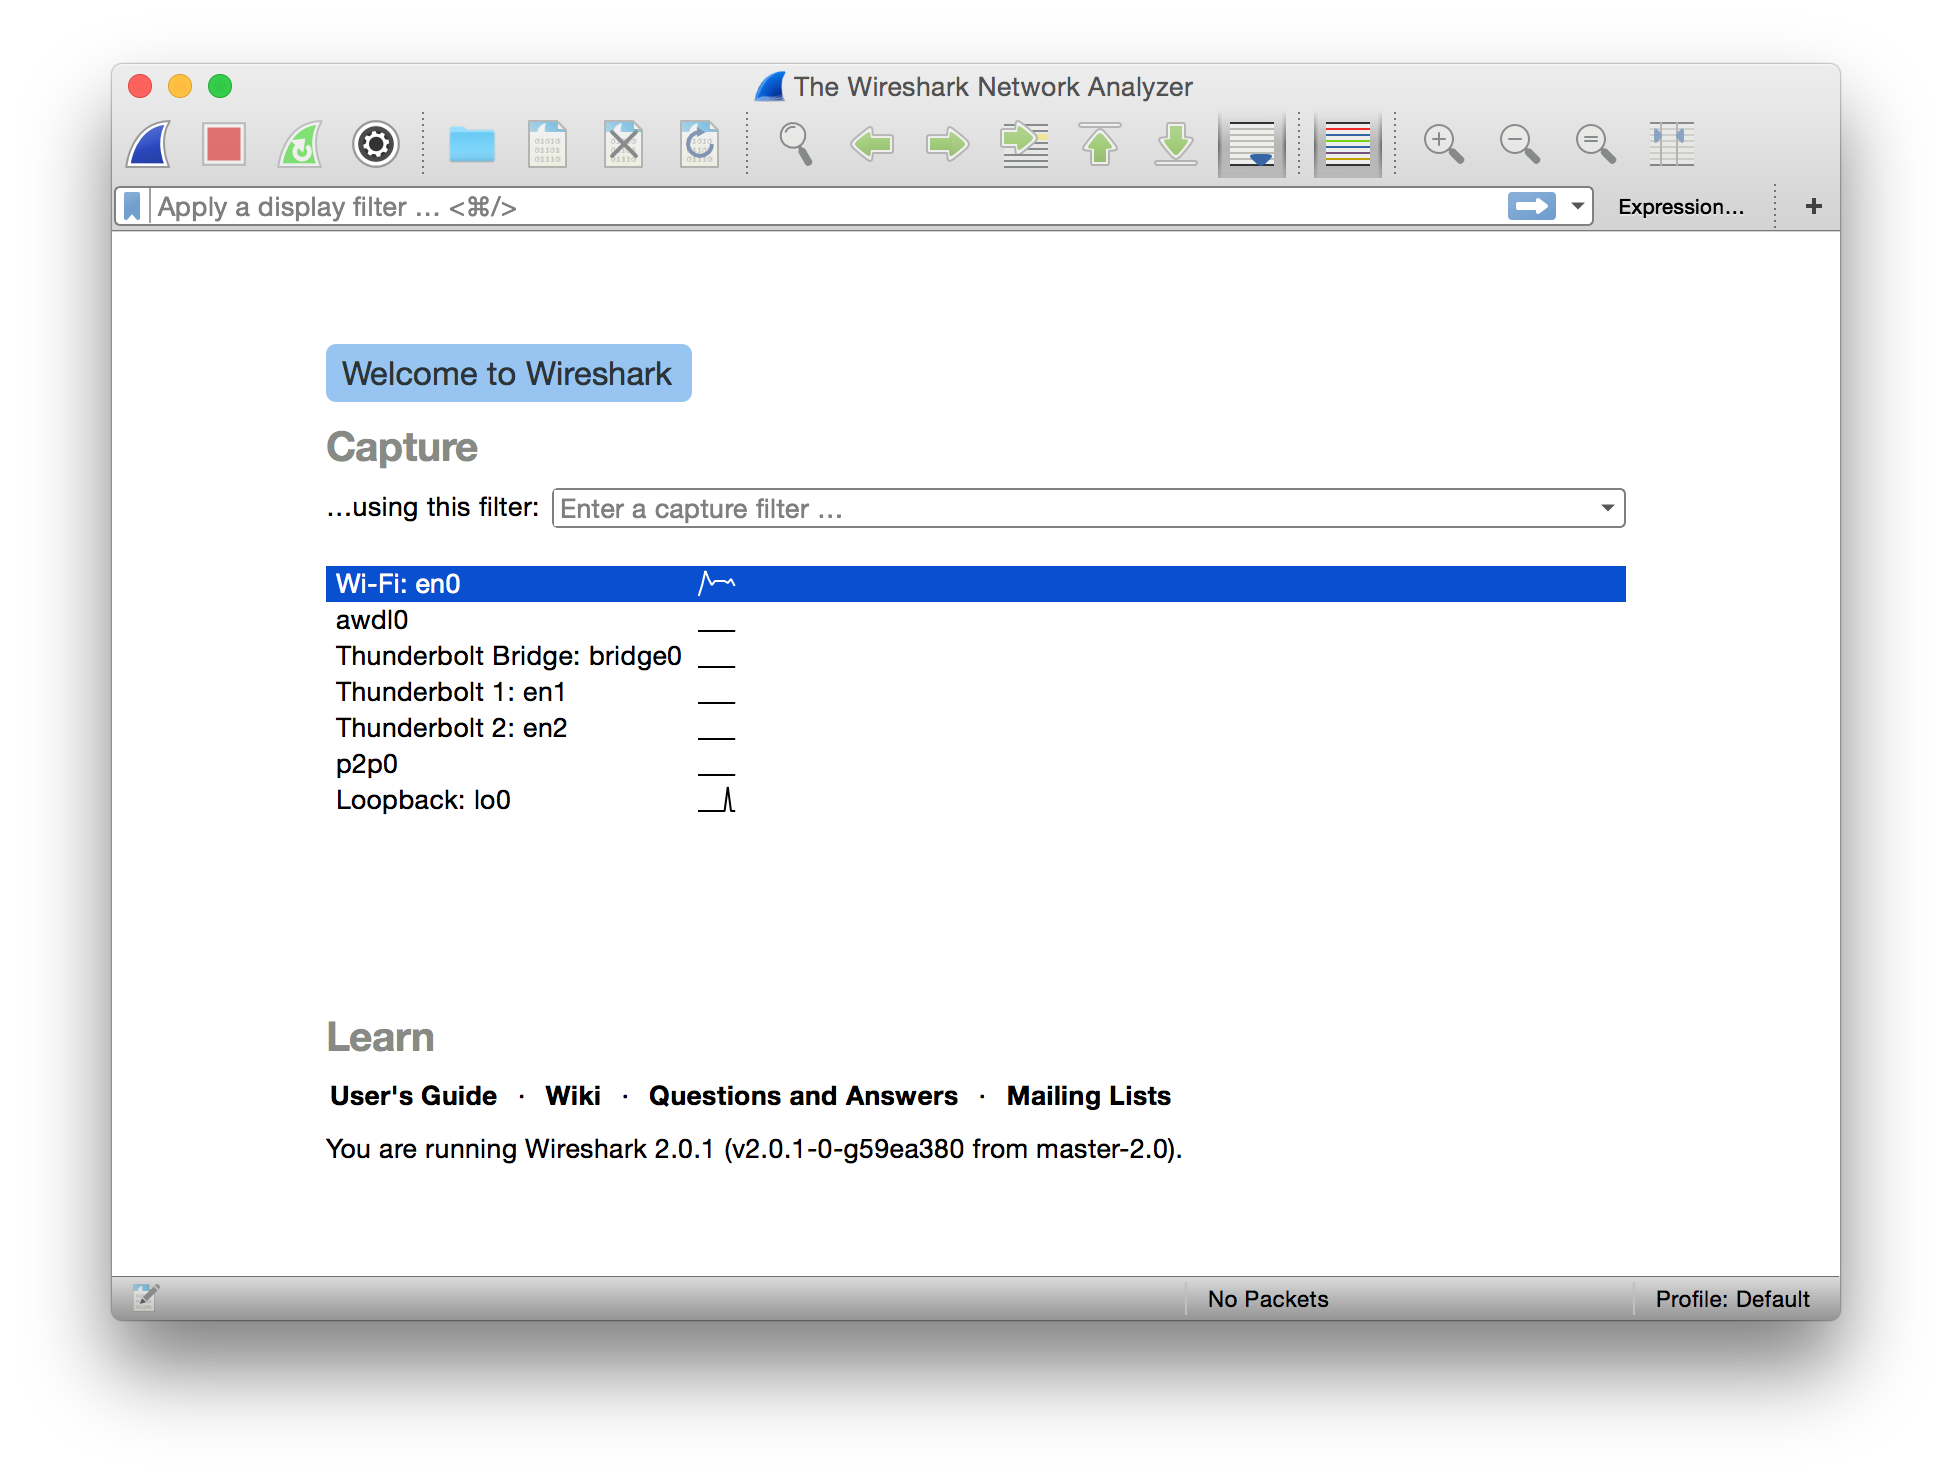 The Wireshark Network Analyzer
Apply a display filter … <⌘/>
Expression…
+
Welcome to Wireshark
Capture
…using this filter:
Enter a capture filter …
Wi-Fi: en0
awdl0
Thunderbolt Bridge: bridge0
Thunderbolt 1: en1
Thunderbolt 2: en2
p2p0
Loopback: lo0
Learn
User's Guide · Wiki · Questions and Answers · Mailing Lists
You are running Wireshark 2.0.1 (v2.0.1-0-g59ea380 from master-2.0).
No Packets
Profile: Default